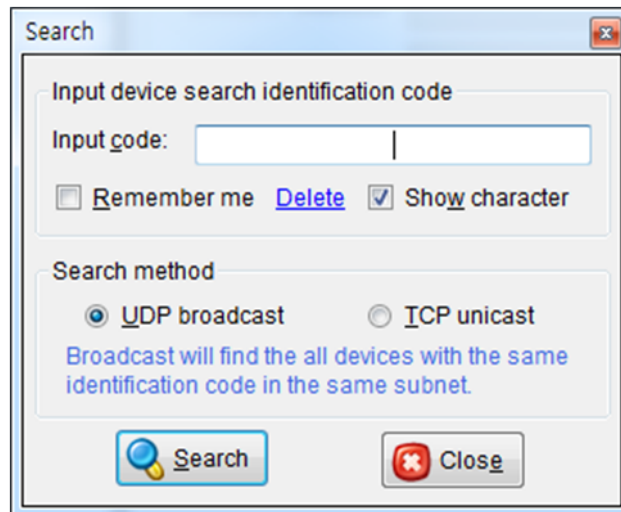 Search
Input device search identification code
Input code:
Remember me Delete Show character
Search method
UDP broadcast TCP unicast
Broadcast will find the all devices with the same
identification code in the same subnet.
Search Close